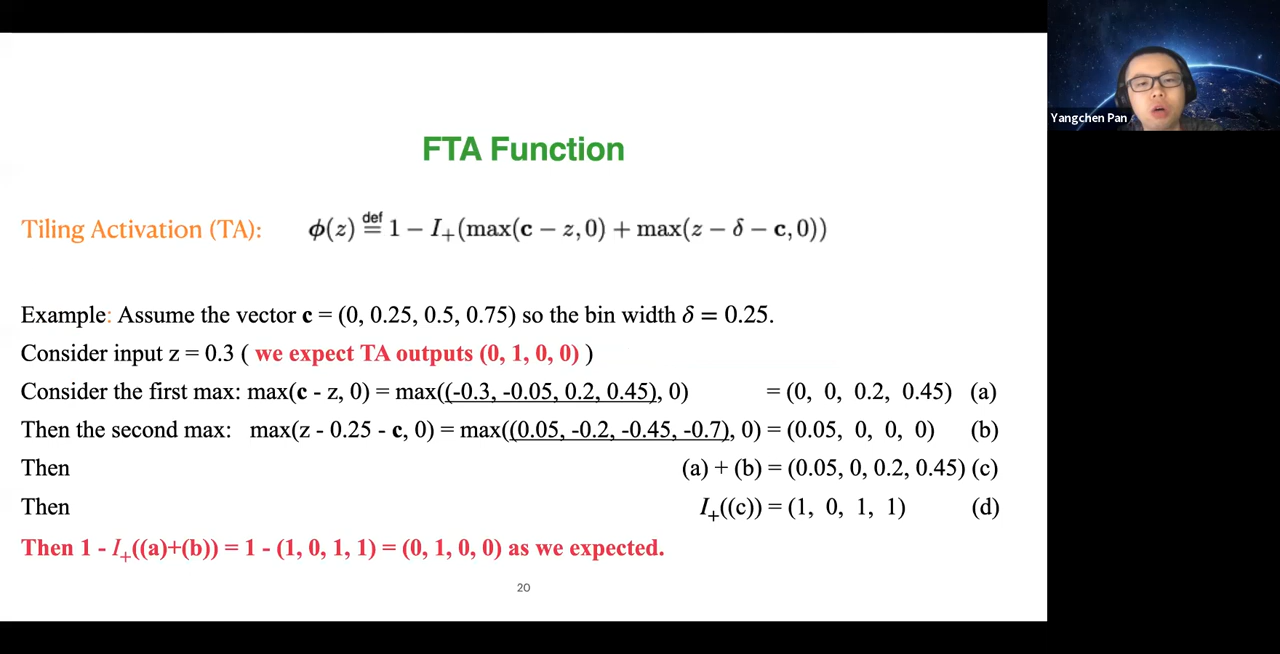 FTA Function
Tiling Activation (TA): ϕ(z) ≝ 1 − I₊(max(c − z, 0) + max(z − δ − c, 0))
Example: Assume the vector c = (0, 0.25, 0.5, 0.75) so the bin width δ = 0.25.
Consider input z = 0.3 ( we expect TA outputs (0, 1, 0, 0) )
Consider the first max: max(c - z, 0) = max((-0.3, -0.05, 0.2, 0.45), 0) = (0, 0, 0.2, 0.45) (a)
Then the second max: max(z - 0.25 - c, 0) = max((0.05, -0.2, -0.45, -0.7), 0) = (0.05, 0, 0, 0) (b)
Then (a) + (b) = (0.05, 0, 0.2, 0.45) (c)
Then I₊((c)) = (1, 0, 1, 1) (d)
Then 1 - I₊((a)+(b)) = 1 - (1, 0, 1, 1) = (0, 1, 0, 0) as we expected.
20
Yangchen Pan